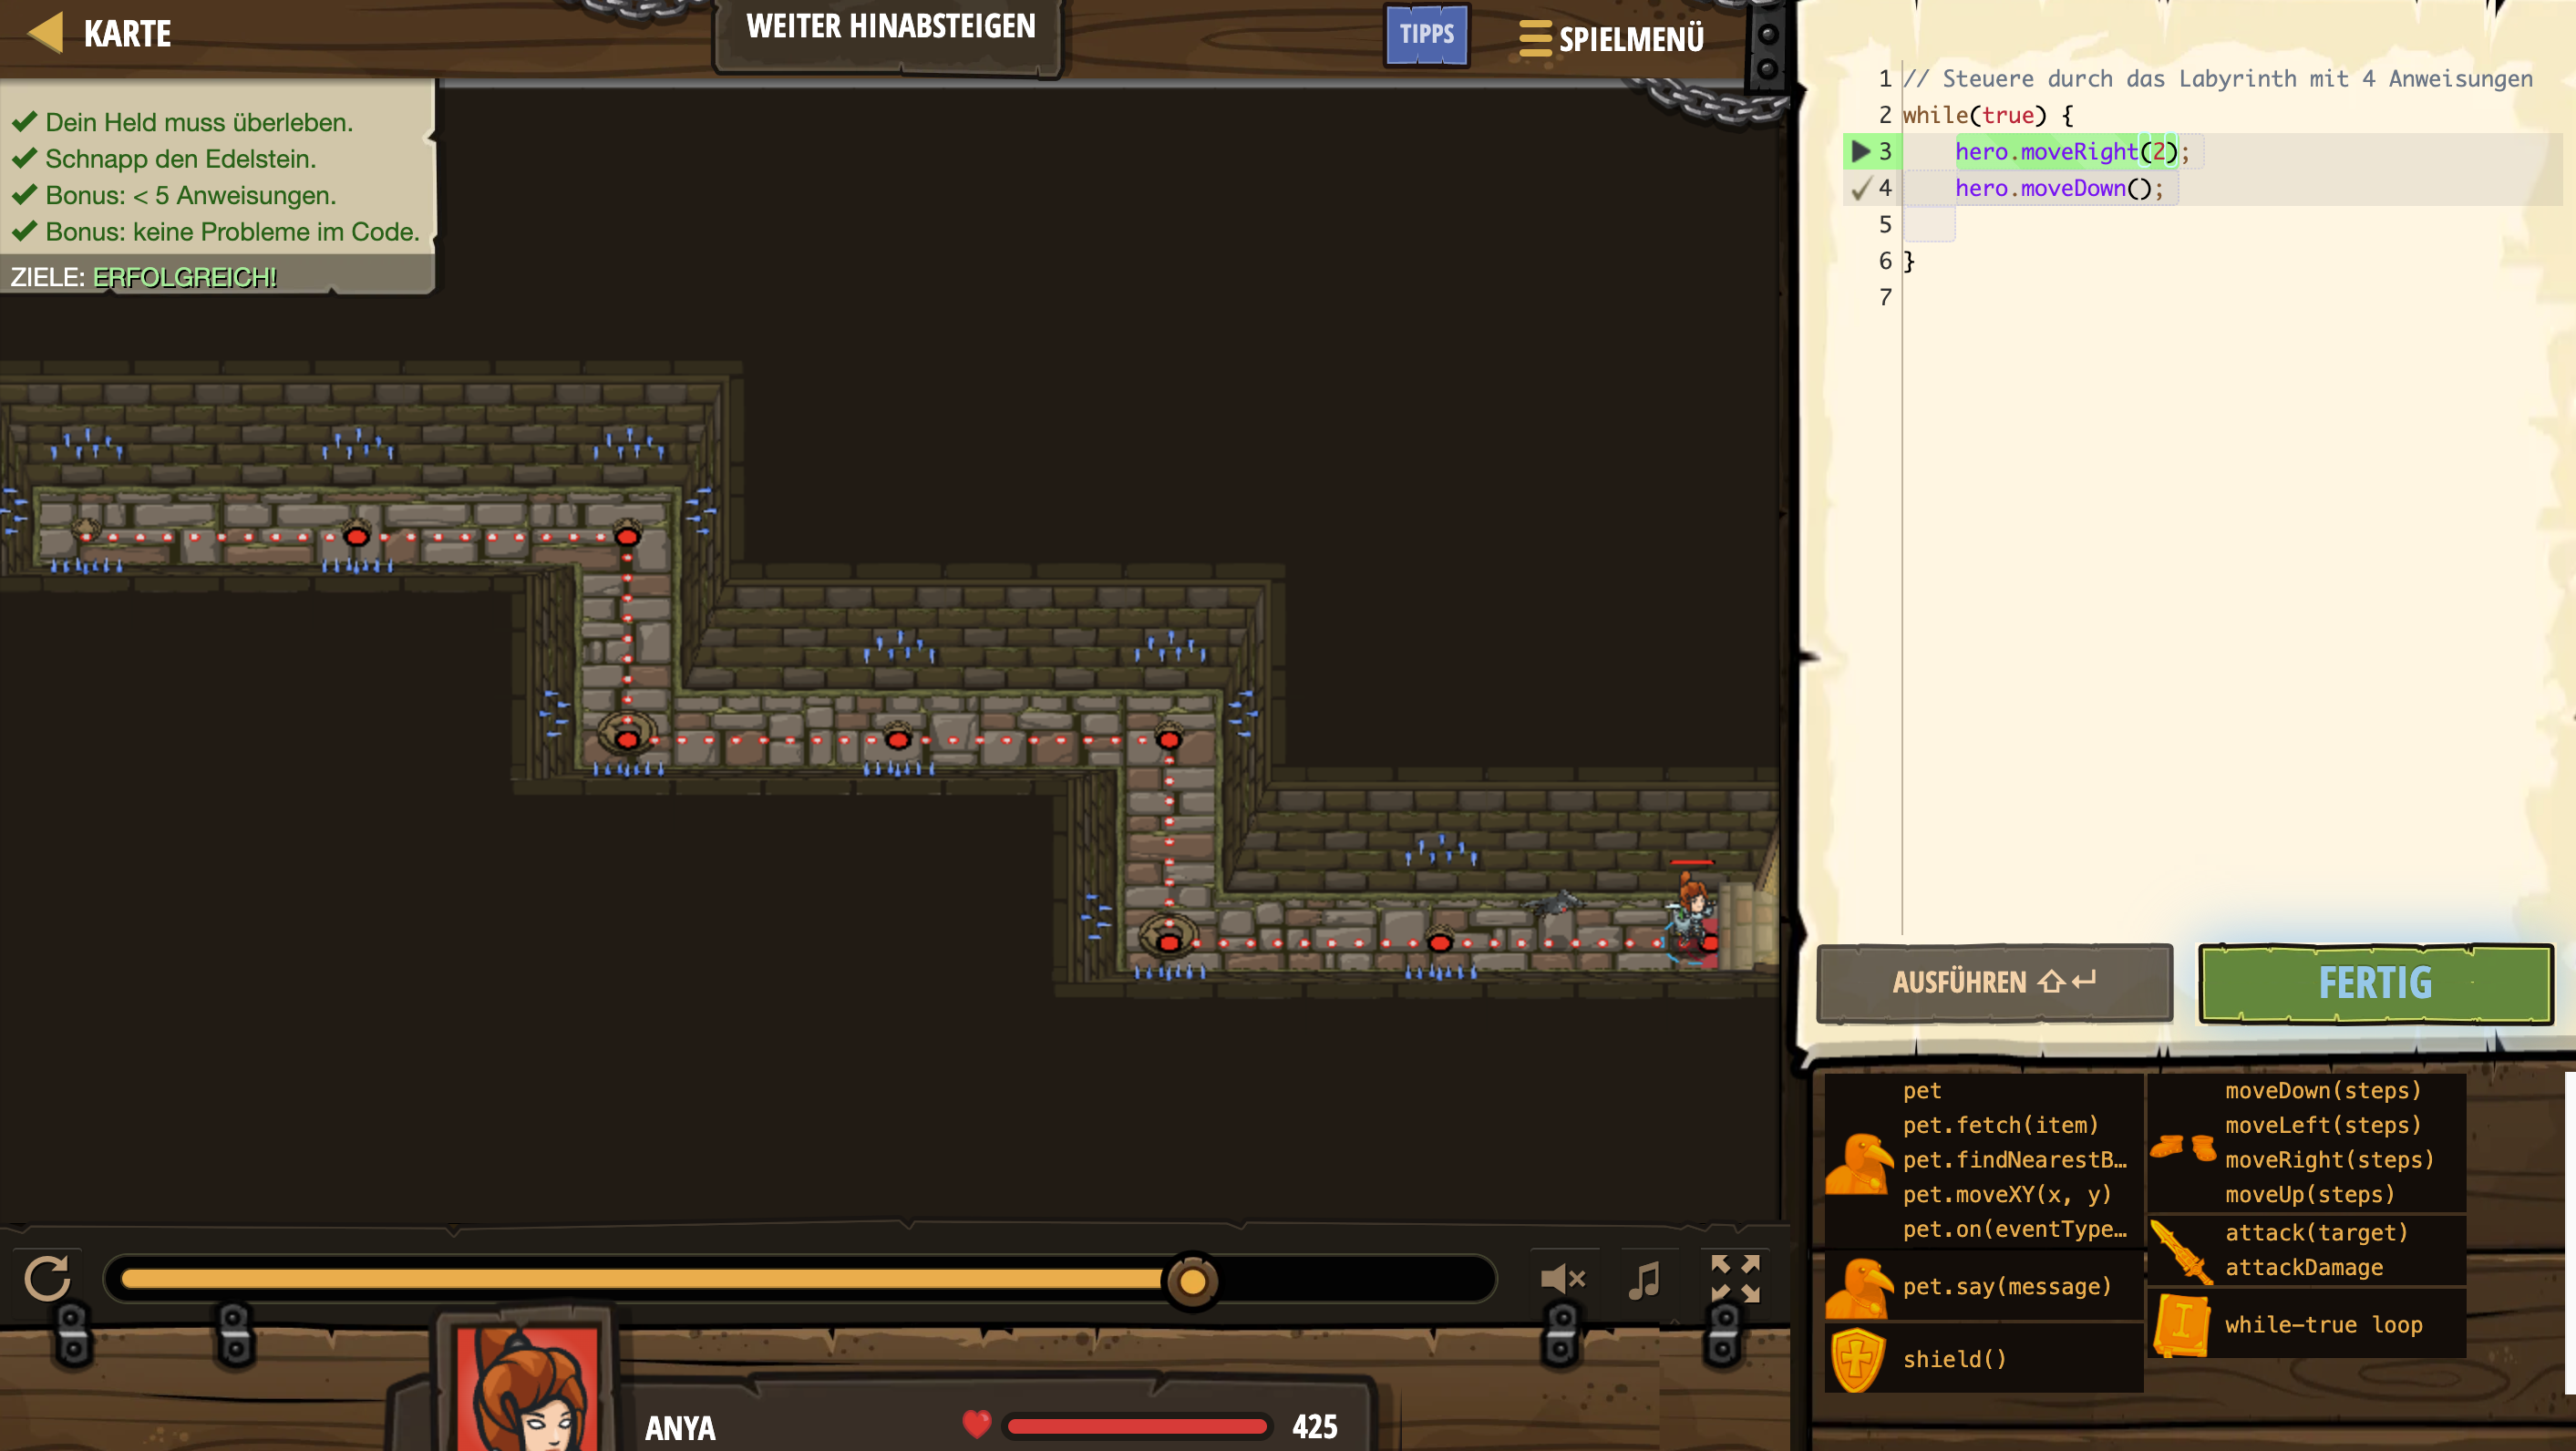 KARTE
WEITER HINABSTEIGEN
TIPPS
SPIELMENÜ
Dein Held muss überleben.
Schnapp den Edelstein.
Bonus: < 5 Anweisungen.
Bonus: keine Probleme im Code.
ZIELE: ERFOLGREICH!
1 // Steuere durch das Labyrinth mit 4 Anweisungen
2 while(true) {
3 hero.moveRight(2);
4 hero.moveDown();
5
6 }
7
AUSFÜHREN ⇧↵
FERTIG
pet
pet.fetch(item)
pet.findNearestB…
pet.moveXY(x, y)
pet.on(eventType…
pet.say(message)
shield()
moveDown(steps)
moveLeft(steps)
moveRight(steps)
moveUp(steps)
attack(target)
attackDamage
I
while-true loop
ANYA
425